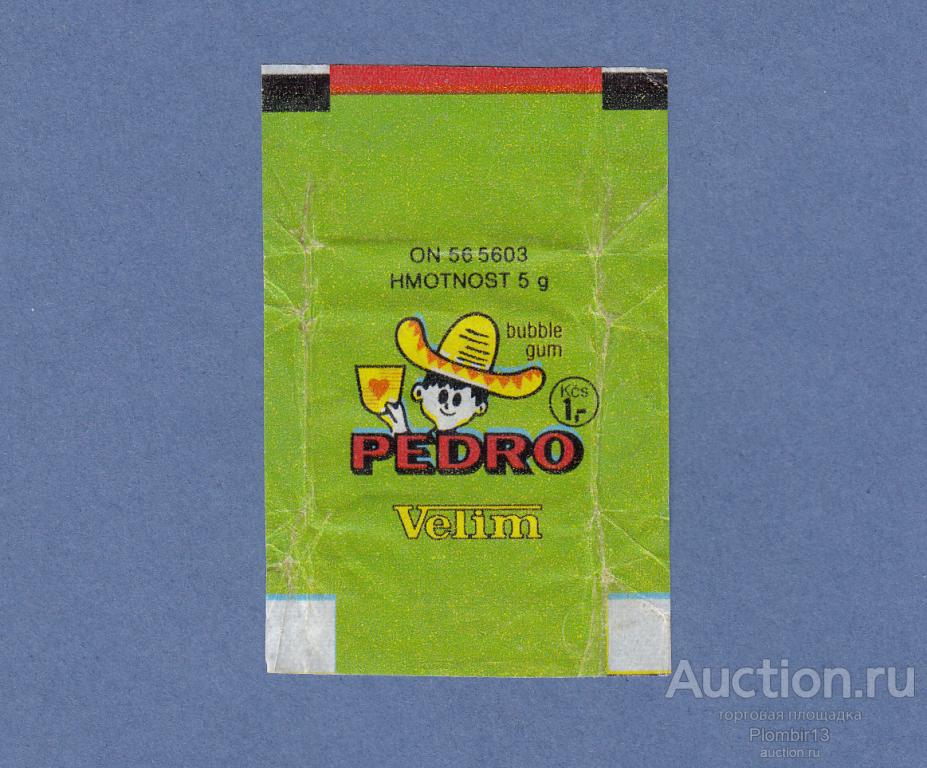 ON 56 5603
HMOTNOST 5 g
bubble
gum
Kčs
1,-
PEDRO
Velim
Auction.ru
торговая площадка
Plombir13
auction.ru